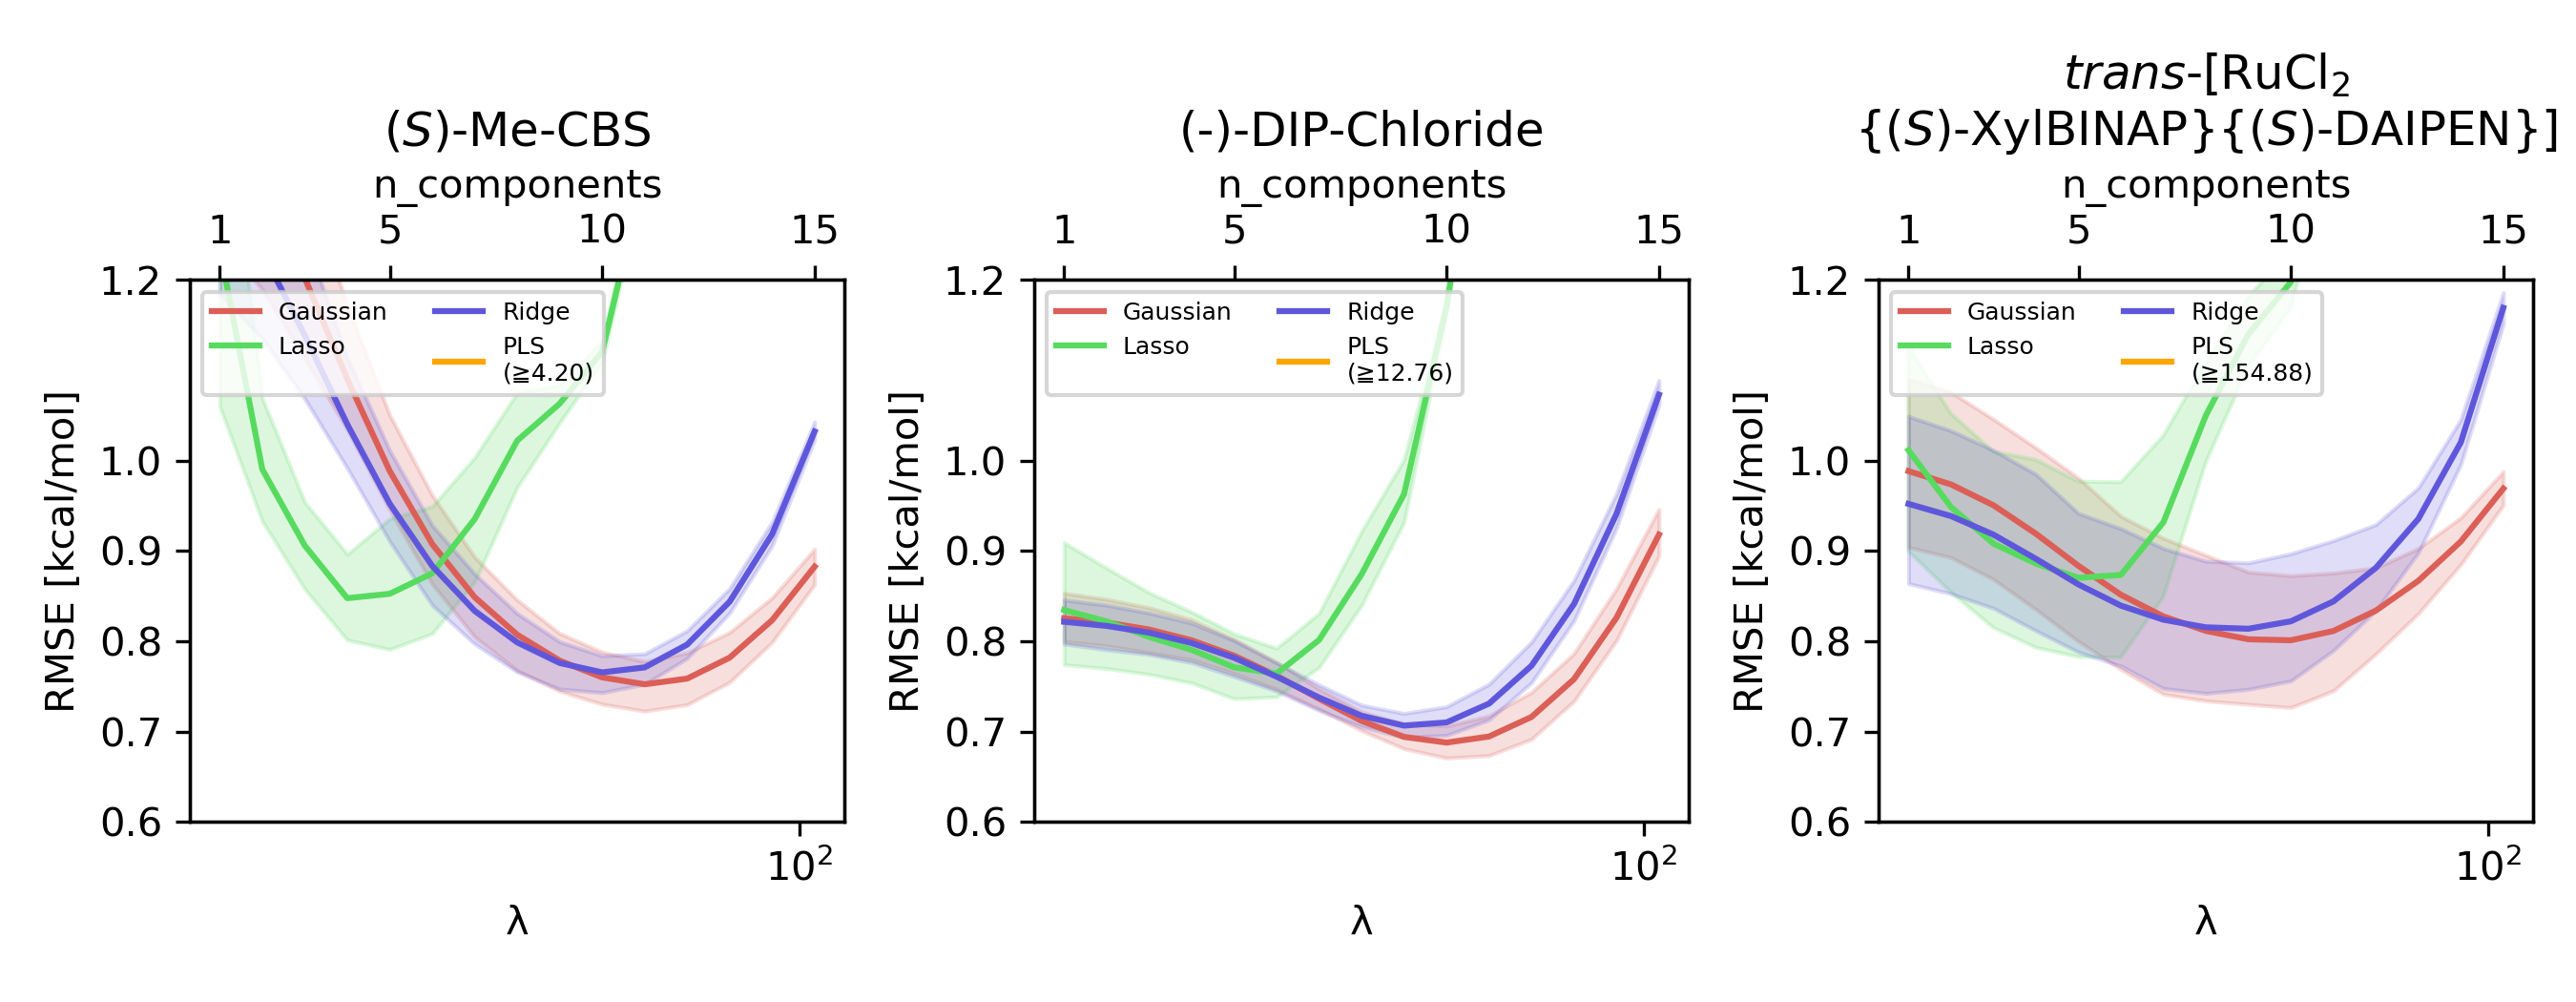 (S)-Me-CBS
n_components
1 5 10 15
1.2
1.0
0.9
0.8
0.7
0.6
RMSE [kcal/mol]
Gaussian
Lasso
Ridge
PLS
(≧4.20)
10²
λ
(-)-DIP-Chloride
n_components
1 5 10 15
1.2
1.0
0.9
0.8
0.7
0.6
RMSE [kcal/mol]
Gaussian
Lasso
Ridge
PLS
(≧12.76)
10²
λ
trans-[RuCl₂
{(S)-XylBINAP}{(S)-DAIPEN}]
n_components
1 5 10 15
1.2
1.0
0.9
0.8
0.7
0.6
RMSE [kcal/mol]
Gaussian
Lasso
Ridge
PLS
(≧154.88)
10²
λ